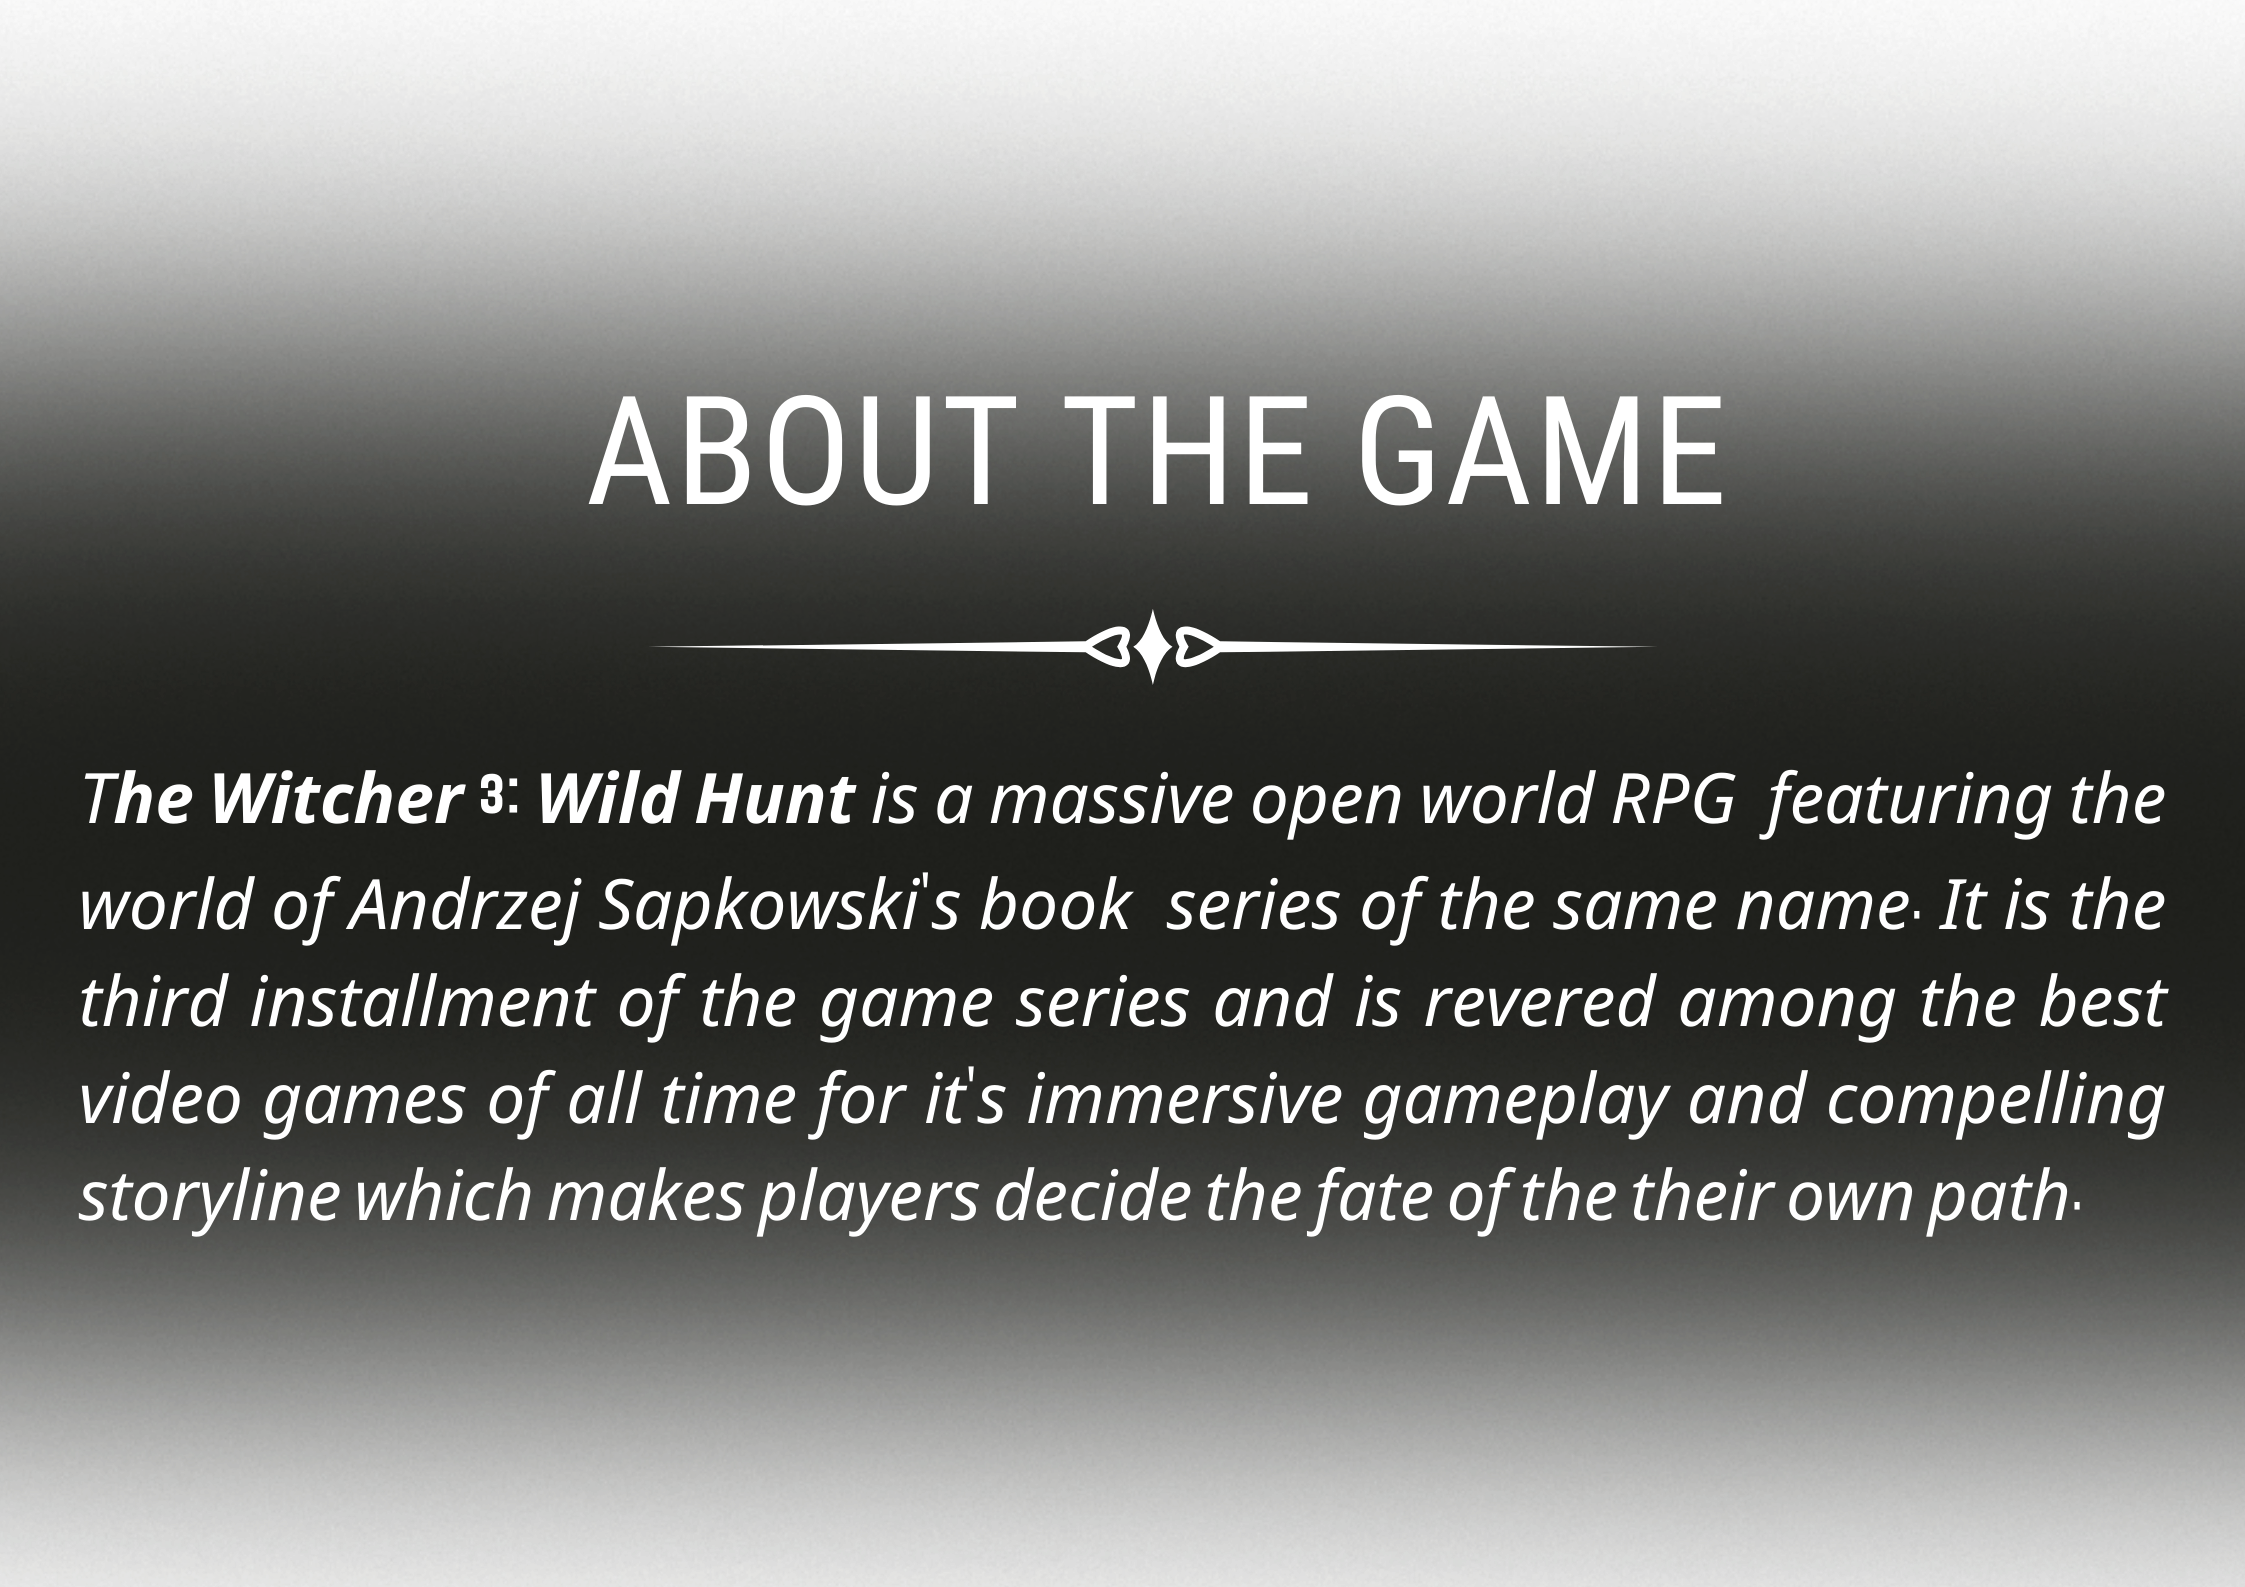 ABOUT THE GAME
The Witcher 3: Wild Hunt is a massive open world RPG  featuring the
world of Andrzej Sapkowski's book  series of the same name. It is the
third installment of the game series and is revered among the best
video games of all time for it's immersive gameplay and compelling
storyline which makes players decide the fate of the their own path.